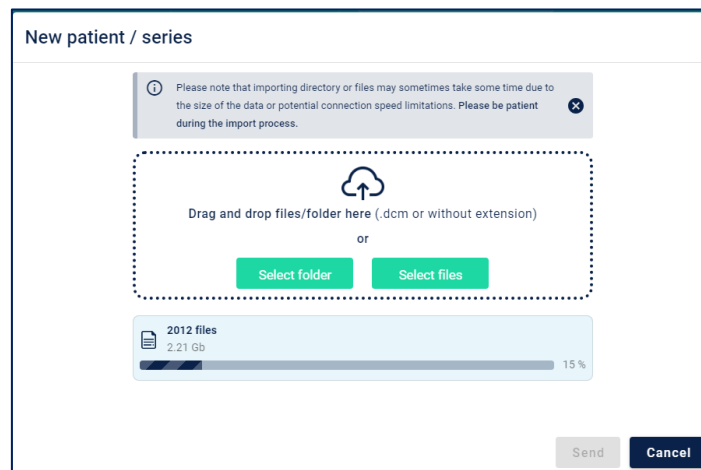 New patient / series
Please note that importing directory or files may sometimes take some time due to
the size of the data or potential connection speed limitations. Please be patient
during the import process.
Drag and drop files/folder here (.dcm or without extension)
or
Select folder
Select files
2012 files
2.21 Gb
15 %
Send
Cancel